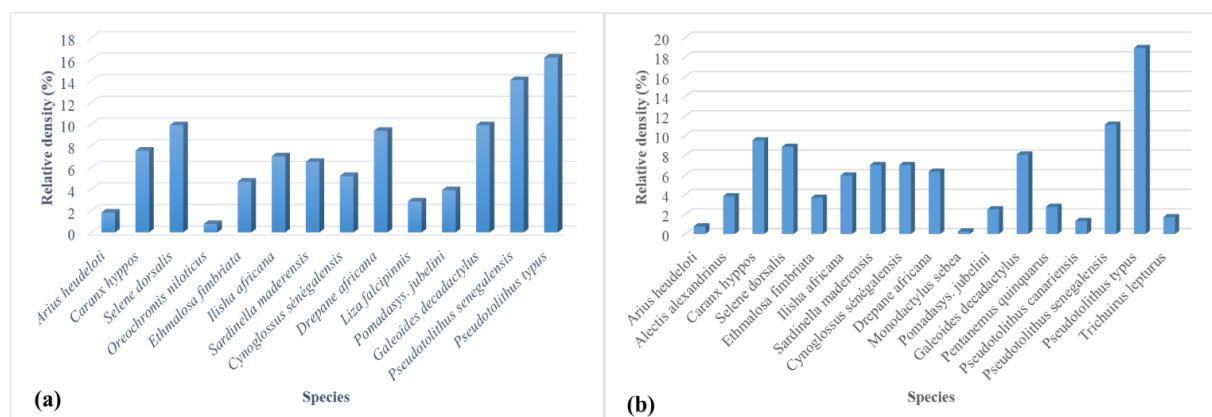 18
16
14
12
10
8
6
4
2
0
Relative density (%)
Arius heudeloti
Caranx hyppos
Selene dorsalis
Oreochromis niloticus
Ethmalosa fimbriata
Ilisha africana
Sardinella maderensis
Cynoglossus sénégalensis
Drepane africana
Liza falcipinnis
Pomadasys. jubelini
Galeoides decadactylus
Pseudotolithus senegalensis
Pseudotolithus typus
Species
(a)
20
18
16
14
12
10
8
6
4
2
0
Relative density (%)
Arius heudeloti
Alectis alexandrinus
Caranx hyppos
Selene dorsalis
Ethmalosa fimbriata
Ilisha africana
Sardinella maderensis
Cynoglossus sénégalensis
Drepane africana
Monodactylus sebea
Pomadasys. jubelini
Galeoides decadactylus
Pentanemus quinquarus
Pseudotolithus canariensis
Pseudotolithus senegalensis
Pseudotolithus typus
Trichuirus lepturus
Species
(b)